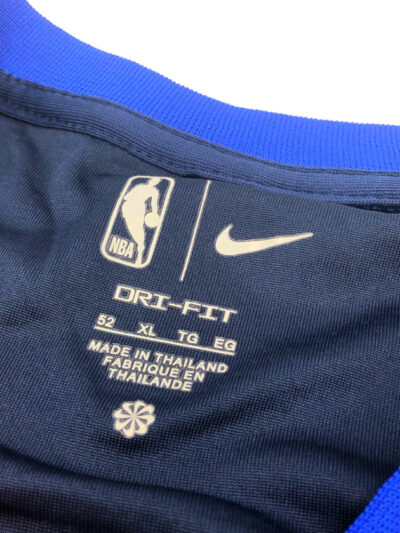 NBA
DRI-FIT
52 XL TG EG
MADE IN THAILAND
FABRIQUE EN
THAILANDE